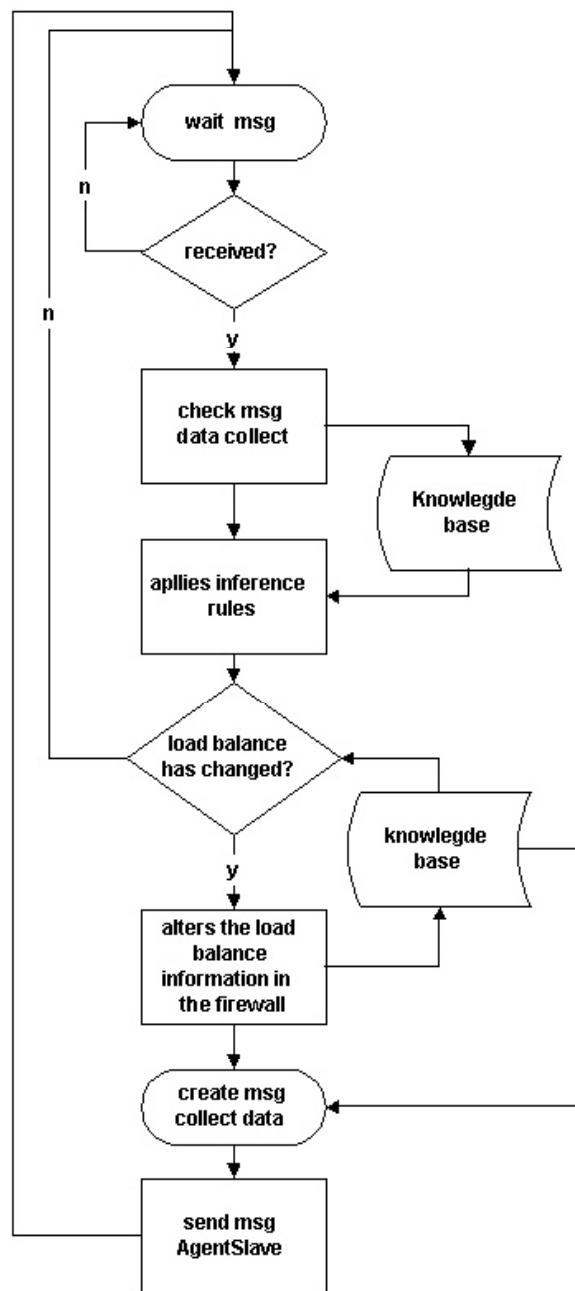 wait msg
n
received?
n
y
check msg
data collect
Knowlegde
base
apllies inference
rules
load balance
has changed?
knowlegde
base
y
alters the load
balance
information in
the firewall
create msg
collect data
send msg
AgentSlave